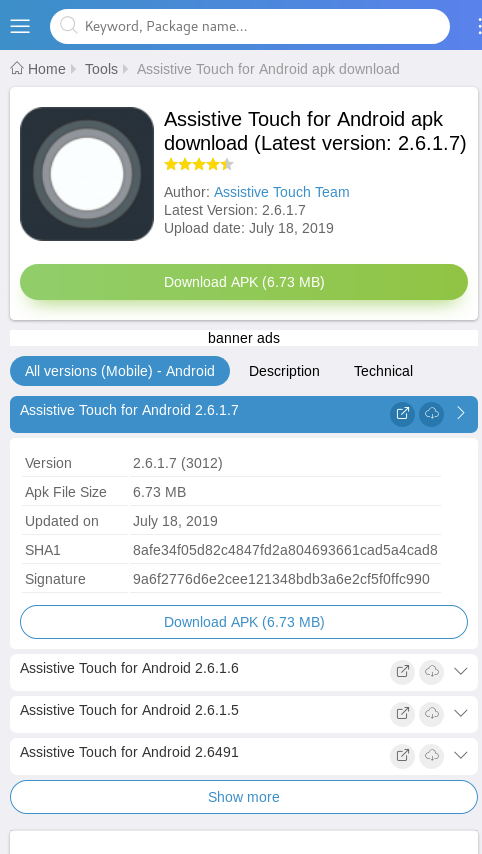 Keyword, Package name...
Home Tools Assistive Touch for Android apk download
Assistive Touch for Android apk
download (Latest version: 2.6.1.7)
Author: Assistive Touch Team
Latest Version: 2.6.1.7
Upload date: July 18, 2019
Download APK (6.73 MB)
banner ads
All versions (Mobile) - Android Description Technical
Assistive Touch for Android 2.6.1.7
Version 2.6.1.7 (3012)
Apk File Size 6.73 MB
Updated on July 18, 2019
SHA1 8afe34f05d82c4847fd2a804693661cad5a4cad8
Signature 9a6f2776d6e2cee121348bdb3a6e2cf5f0ffc990
Download APK (6.73 MB)
Assistive Touch for Android 2.6.1.6
Assistive Touch for Android 2.6.1.5
Assistive Touch for Android 2.6491
Show more